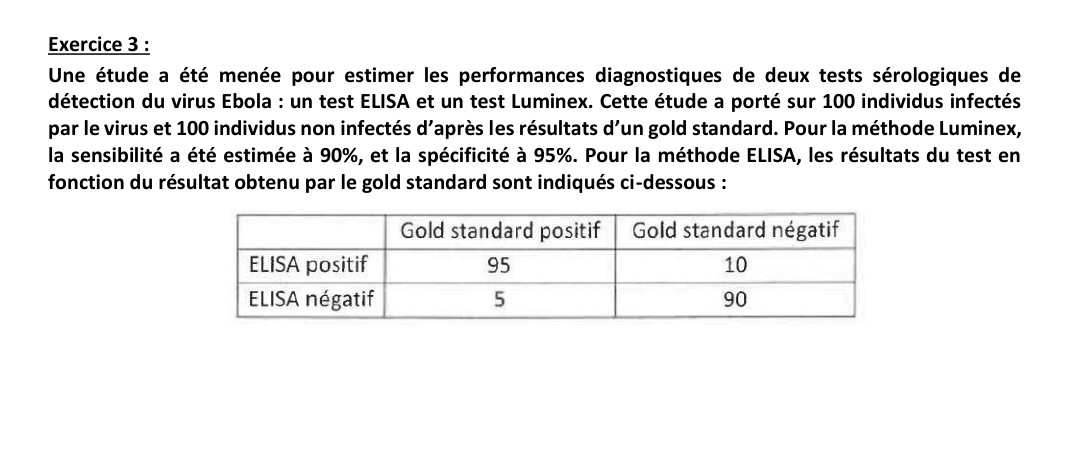 Exercice 3 :
Une étude a été menée pour estimer les performances diagnostiques de deux tests sérologiques de
détection du virus Ebola : un test ELISA et un test Luminex. Cette étude a porté sur 100 individus infectés
par le virus et 100 individus non infectés d’après les résultats d’un gold standard. Pour la méthode Luminex,
la sensibilité a été estimée à 90%, et la spécificité à 95%. Pour la méthode ELISA, les résultats du test en
fonction du résultat obtenu par le gold standard sont indiqués ci-dessous :
Gold standard positif Gold standard négatif
ELISA positif 95 10
ELISA négatif 5 90